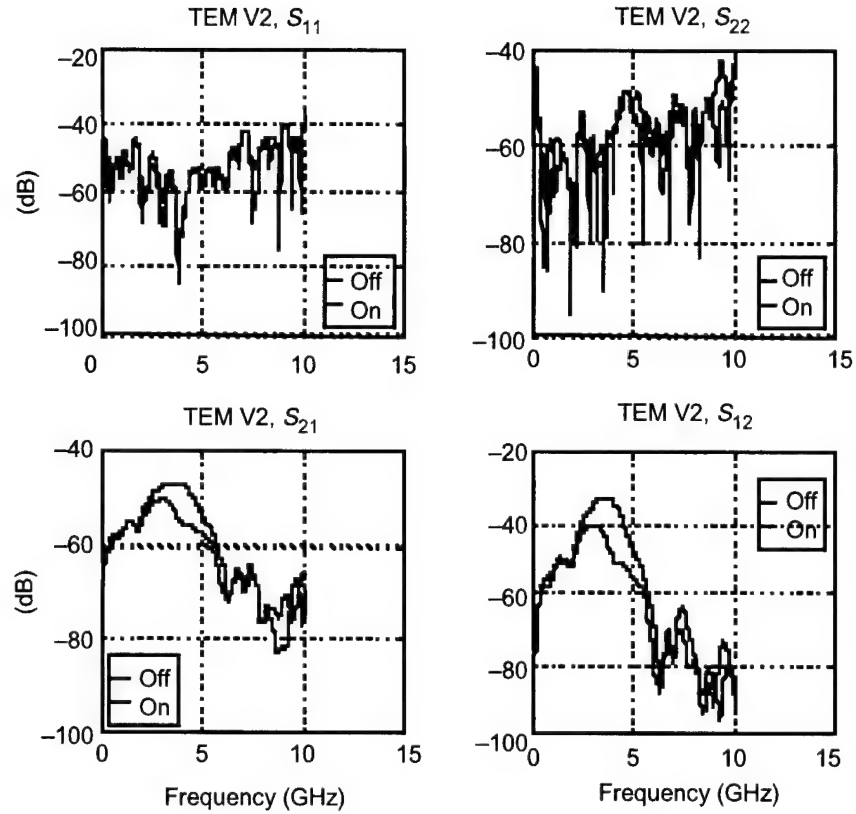 TEM V2, S11
–20
–40
–60
–80
–100
(dB)
Off
On
0
5
10
15
TEM V2, S22
–40
–60
–80
–100
Off
On
0
5
10
15
TEM V2, S21
–40
–60
–80
–100
(dB)
Off
On
0
5
10
15
Frequency (GHz)
TEM V2, S12
–20
–40
–60
–80
–100
Off
On
0
5
10
15
Frequency (GHz)